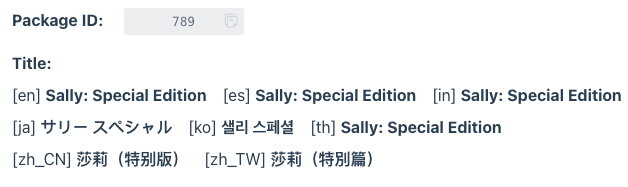 Package ID: 789
Title:
[en] Sally: Special Edition [es] Sally: Special Edition [in] Sally: Special Edition
[ja] サリー スペシャル [ko] 샐리 스페셜 [th] Sally: Special Edition
[zh_CN] 莎莉（特别版） [zh_TW] 莎莉（特別篇）